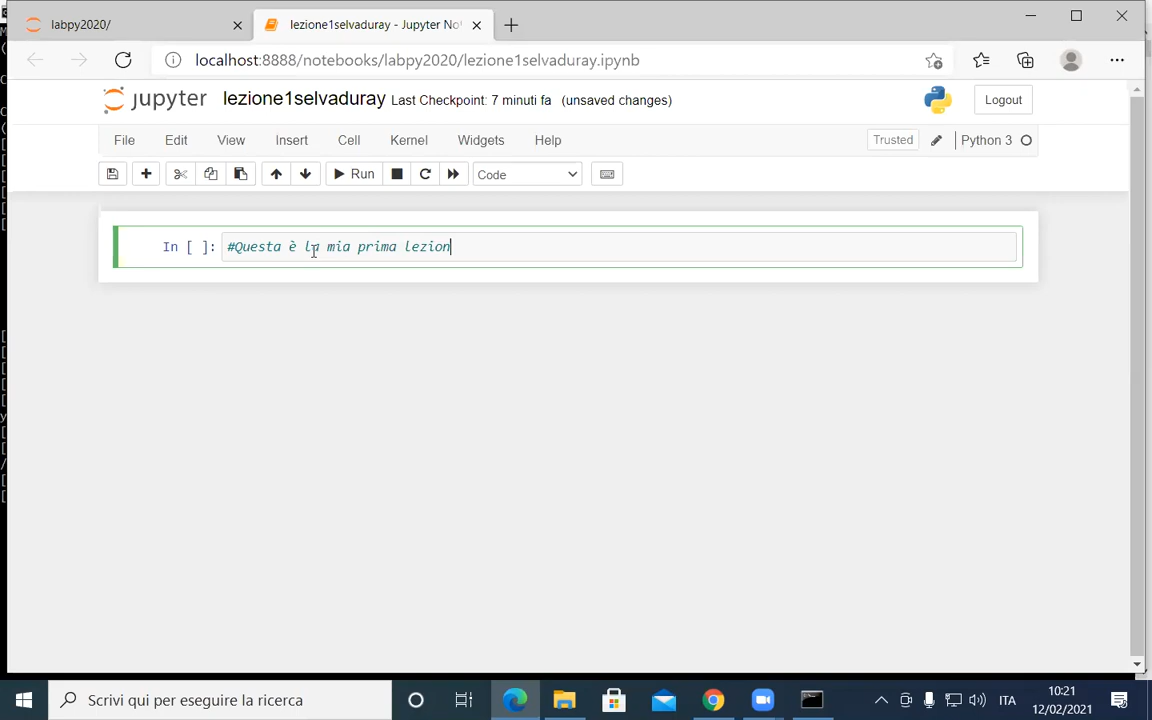 labpy2020/
lezione1selvaduray - Jupyter No
localhost:8888/notebooks/labpy2020/lezione1selvaduray.ipynb
jupyter lezione1selvaduray Last Checkpoint: 7 minuti fa (unsaved changes)
Logout
File Edit View Insert Cell Kernel Widgets Help
Trusted
Python 3
Run
Code
In [ ]: #Questa è la mia prima lezion
Scrivi qui per eseguire la ricerca
ITA
10:21
12/02/2021